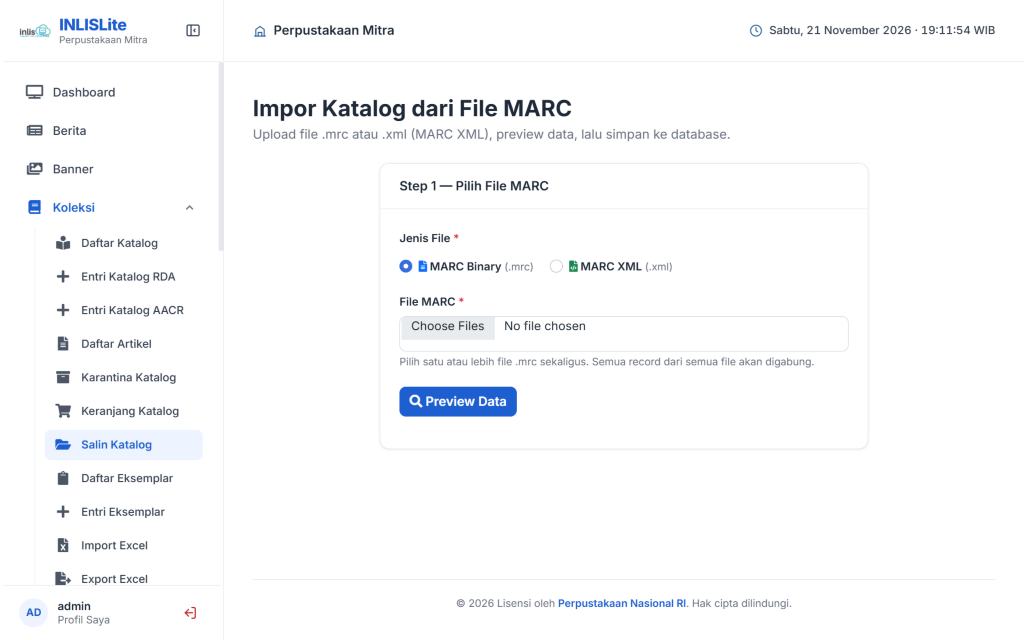 inlis
INLISLite
Perpustakaan Mitra
Perpustakaan Mitra
Sabtu, 21 November 2026 · 19:11:54 WIB
Dashboard
Berita
Banner
Koleksi
Daftar Katalog
Entri Katalog RDA
Entri Katalog AACR
Daftar Artikel
Karantina Katalog
Keranjang Katalog
Salin Katalog
Daftar Eksemplar
Entri Eksemplar
Import Excel
Export Excel
AD
admin
Profil Saya
Impor Katalog dari File MARC
Upload file .mrc atau .xml (MARC XML), preview data, lalu simpan ke database.
Step 1 — Pilih File MARC
Jenis File *
MARC Binary (.mrc) MARC XML (.xml)
File MARC *
Choose Files No file chosen
Pilih satu atau lebih file .mrc sekaligus. Semua record dari semua file akan digabung.
Preview Data
© 2026 Lisensi oleh Perpustakaan Nasional RI. Hak cipta dilindungi.